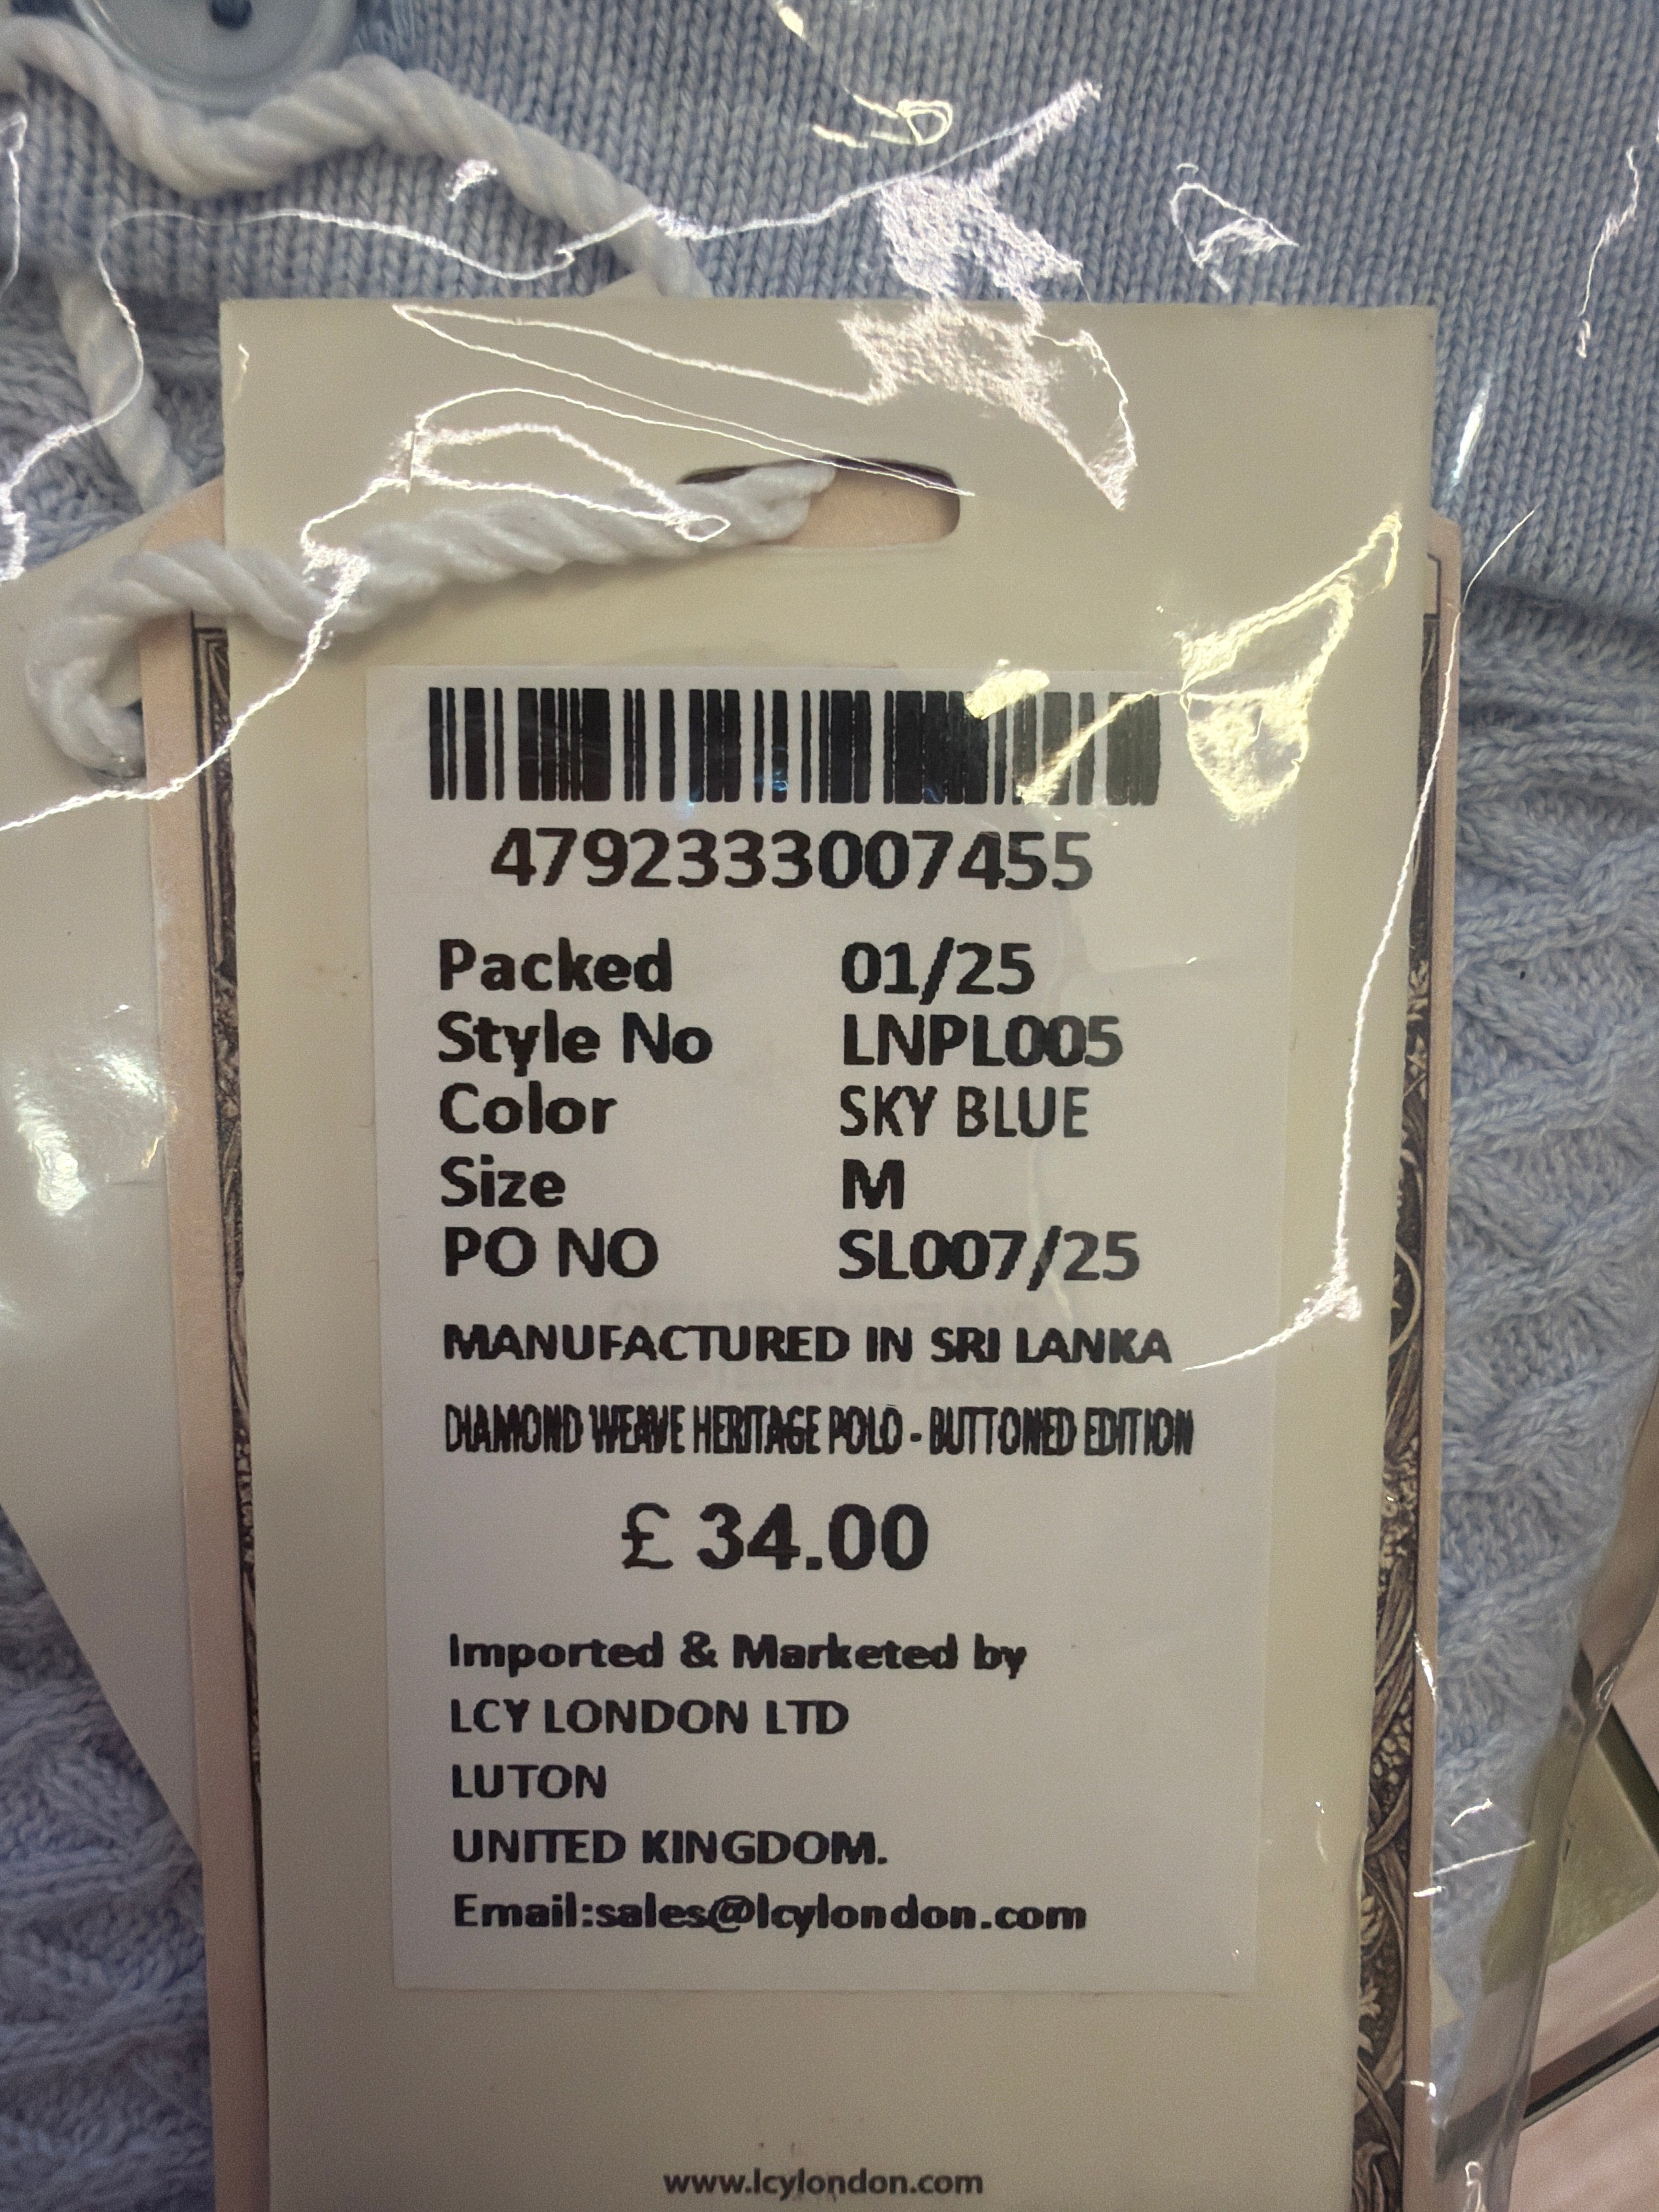 4792333007455
Packed 01/25
Style No LNPL005
Color SKY BLUE
Size M
PO NO SL007/25
MANUFACTURED IN SRI LANKA
DIAMOND WEAVE HERITAGE POLO - BUTTONED EDITION
£ 34.00
Imported & Marketed by
LCY LONDON LTD
LUTON
UNITED KINGDOM.
Email:sales@lcylondon.com
www.lcylondon.com